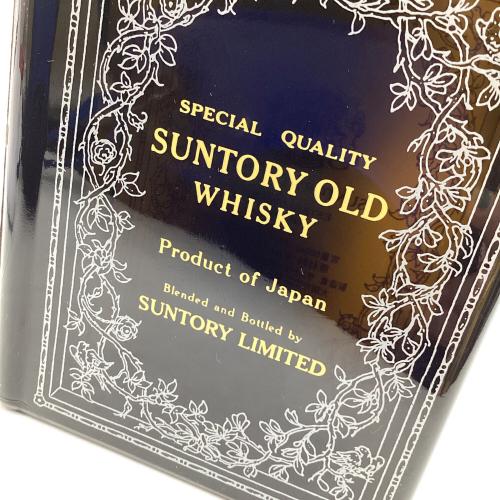 SPECIAL QUALITY
SUNTORY OLD
WHISKY
Product of Japan
Blended and Bottled by
SUNTORY LIMITED